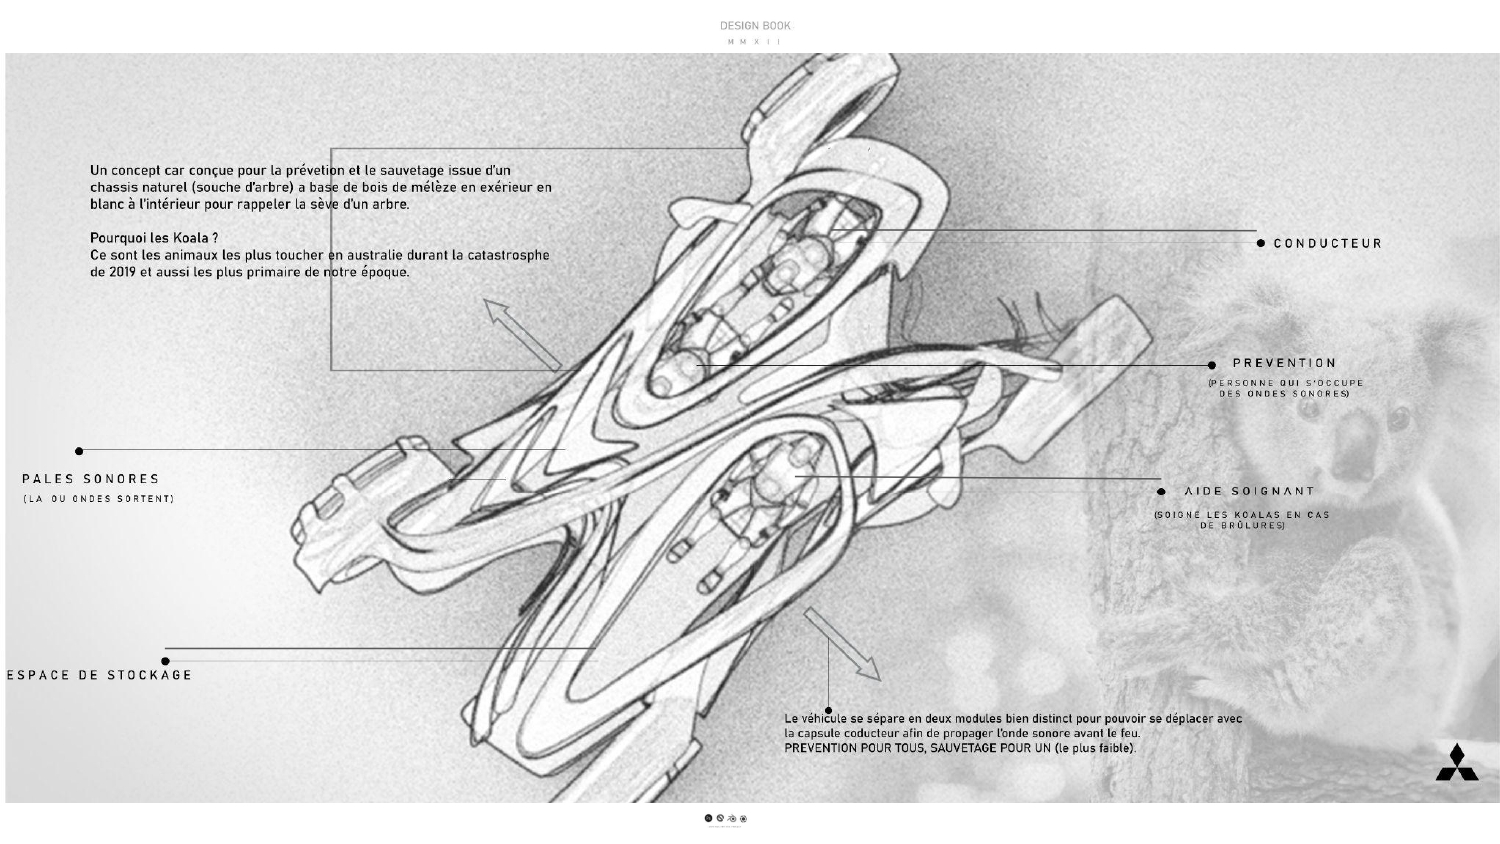 DESIGN BOOK
M M X I I
Un concept car conçue pour la prévetion et le sauvetage issue d'un
chassis naturel (souche d'arbre) a base de bois de mélèze en exérieur en
blanc à l'intérieur pour rappeler la sève d'un arbre.
Pourquoi les Koala ?
Ce sont les animaux les plus toucher en australie durant la catastrosphe
de 2019 et aussi les plus primaire de notre époque.
CONDUCTEUR
PREVENTION
(PERSONNE QUI S'OCCUPE
DES ONDES SONORES)
PALES SONORES
(LA OU ONDES SORTENT)
AIDE SOIGNANT
(SOIGNE LES KOALAS EN CAS
DE BRÛLURES)
ESPACE DE STOCKAGE
Le véhicule se sépare en deux modules bien distinct pour pouvoir se déplacer avec
la capsule coducteur afin de propager l'onde sonore avant le feu.
PREVENTION POUR TOUS, SAUVETAGE POUR UN (le plus faible).